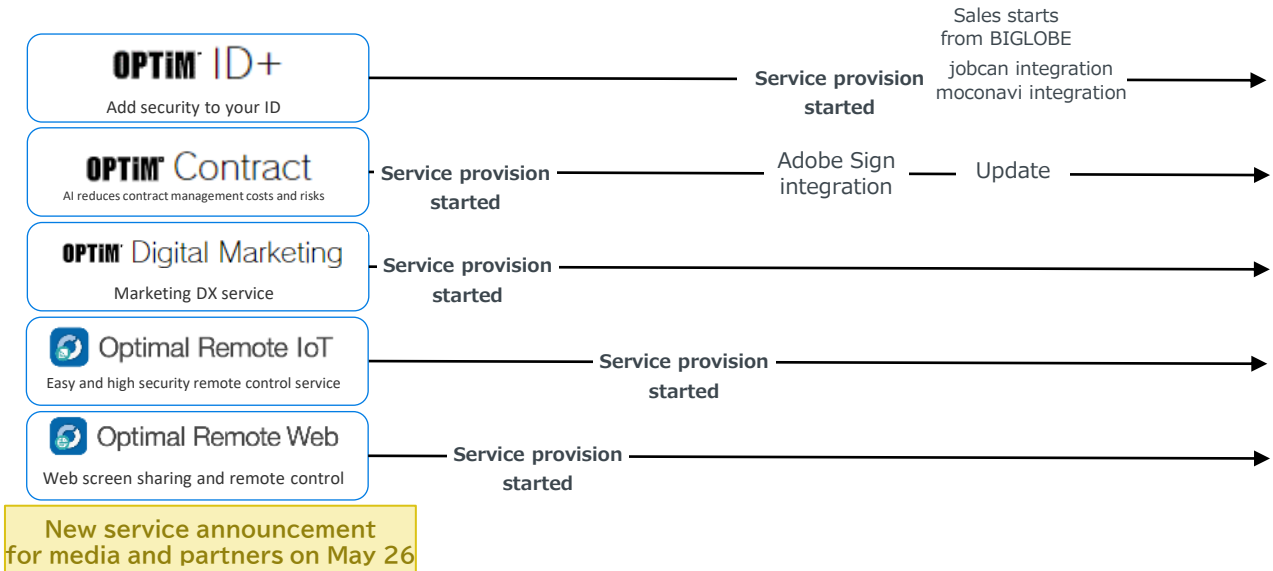 Sales starts
from BIGLOBE
OPTiM ID+
Add security to your ID
Service provision
started
jobcan integration
moconavi integration
OPTiM Contract
AI reduces contract management costs and risks
Service provision
started
Adobe Sign
integration
Update
OPTiM Digital Marketing
Marketing DX service
Service provision
started
Optimal Remote IoT
Easy and high security remote control service
Service provision
started
Optimal Remote Web
Web screen sharing and remote control
Service provision
started
New service announcement
for media and partners on May 26